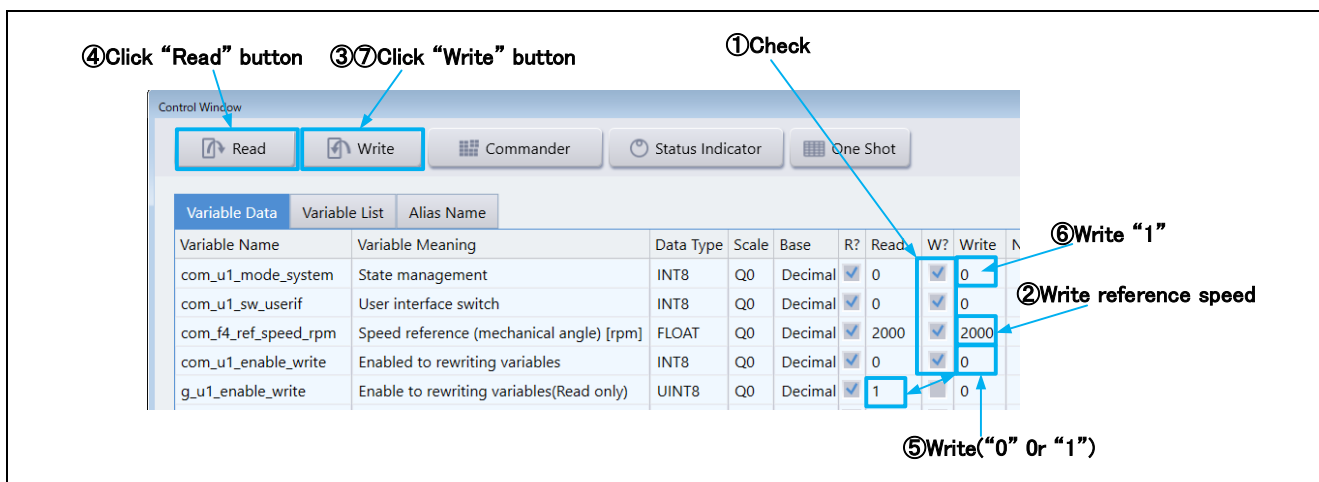 ①Check
④Click “Read” button ③⑦Click “Write” button
Control Window
Read Write Commander Status Indicator One Shot
Variable Data Variable List Alias Name
Variable Name Variable Meaning Data Type Scale Base R? Read W? Write N
com_u1_mode_system State management INT8 Q0 Decimal 0 0
com_u1_sw_userif User interface switch INT8 Q0 Decimal 0 0
com_f4_ref_speed_rpm Speed reference (mechanical angle) [rpm] FLOAT Q0 Decimal 2000 2000
com_u1_enable_write Enabled to rewriting variables INT8 Q0 Decimal 0 0
g_u1_enable_write Enable to rewriting variables(Read only) UINT8 Q0 Decimal 1 0
⑥Write “1”
②Write reference speed
⑤Write(“0” 0r “1”)